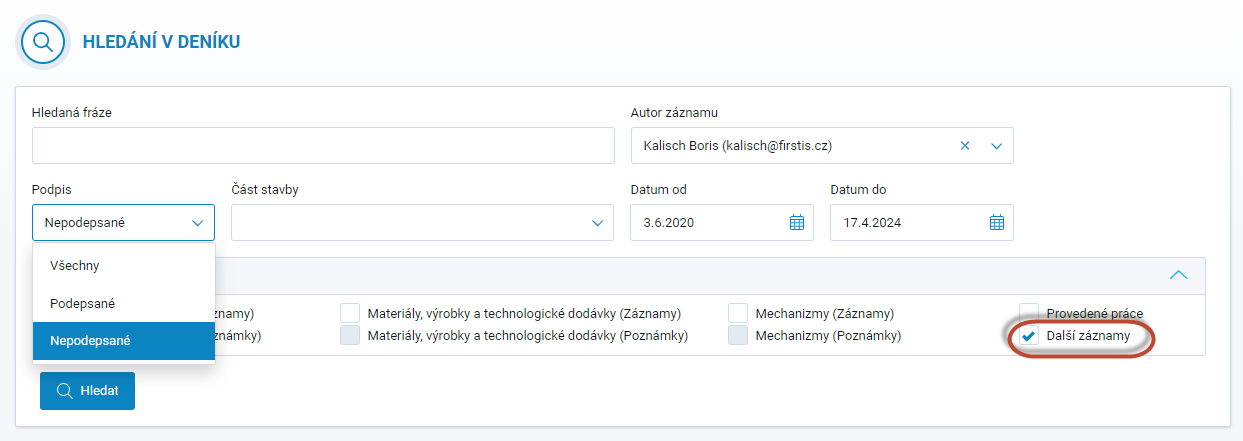 HLEDÁNÍ V DENÍKU
Hledaná fráze
Autor záznamu
Kalisch Boris (kalisch@firstis.cz)
Podpis
Část stavby
Datum od
Datum do
Nepodepsané
3.6.2020
17.4.2024
Všechny
Podepsané
Nepodepsané
Materiály, výrobky a technologické dodávky (Záznamy)
Mechanizmy (Záznamy)
Provedené práce
Materiály, výrobky a technologické dodávky (Poznámky)
Mechanizmy (Poznámky)
Další záznamy
Hledat